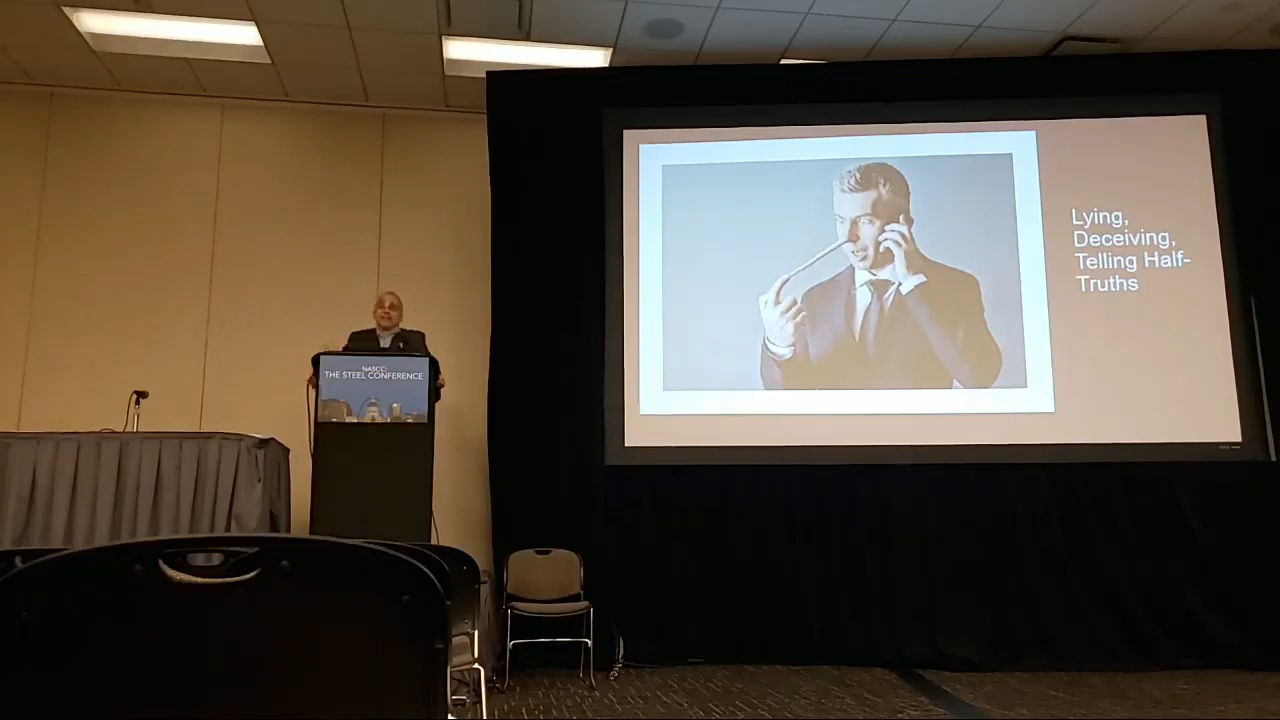 NASCC:
THE STEEL CONFERENCE
Lying,
Deceiving,
Telling Half-
Truths